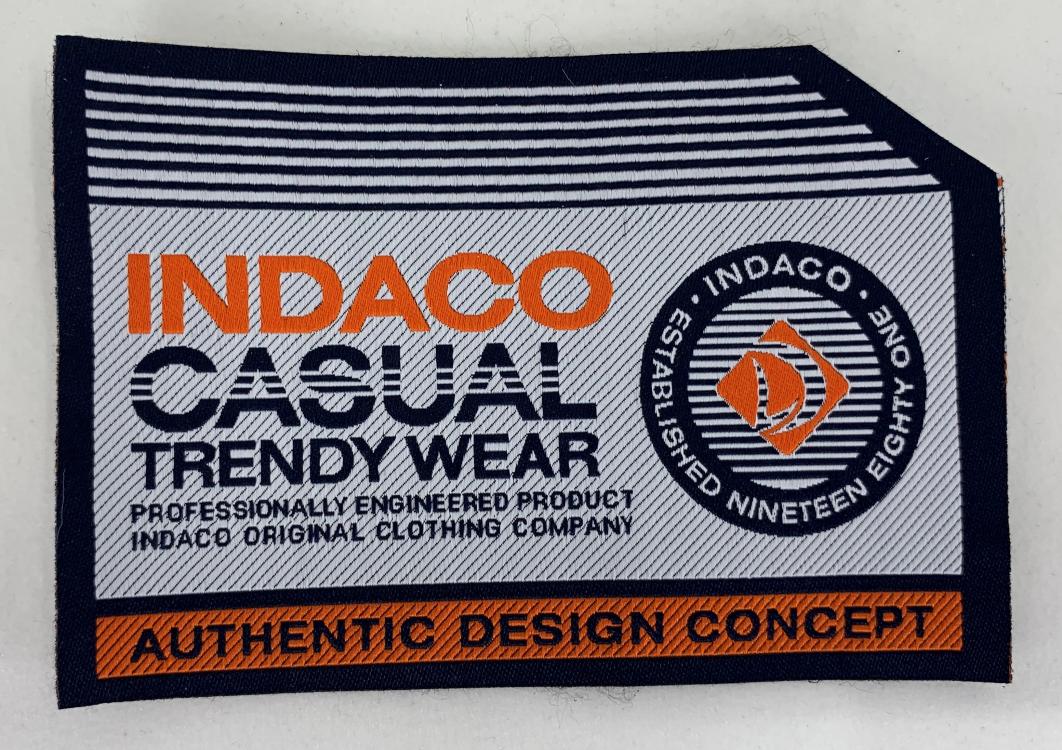 INDACO
CASUAL
TRENDY WEAR
PROFESSIONALLY ENGINEERED PRODUCT
INDACO ORIGINAL CLOTHING COMPANY
• INDACO •
ESTABLISHED NINETEEN EIGHTY ONE
AUTHENTIC DESIGN CONCEPT